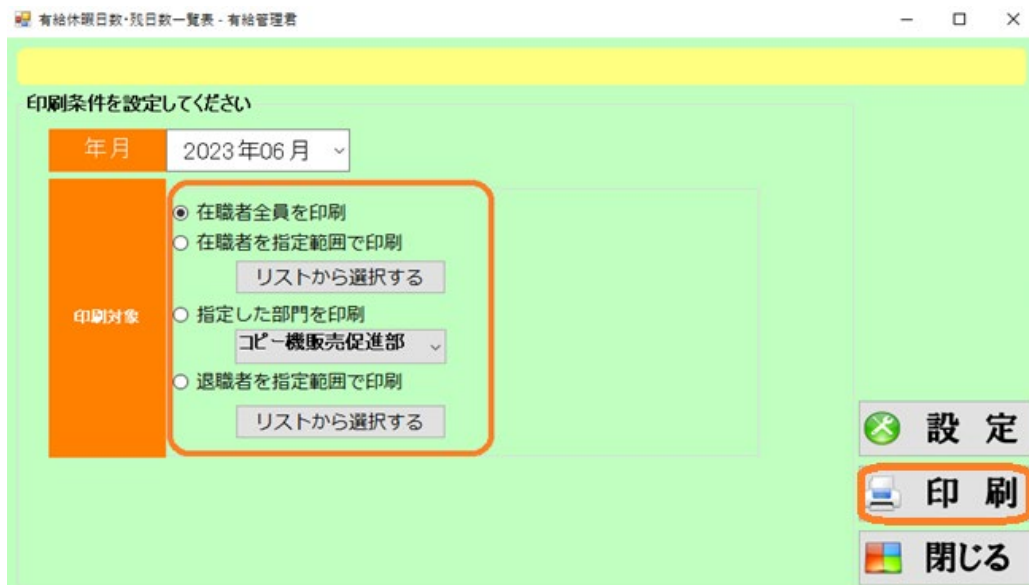 有給休暇日数・残日数一覧表 - 有給管理君
印刷条件を設定してください
年月
2023年06月
印刷対象
在職者全員を印刷
在職者を指定範囲で印刷
リストから選択する
指定した部門を印刷
コピー機販売促進部
退職者を指定範囲で印刷
リストから選択する
設 定
印 刷
閉じる